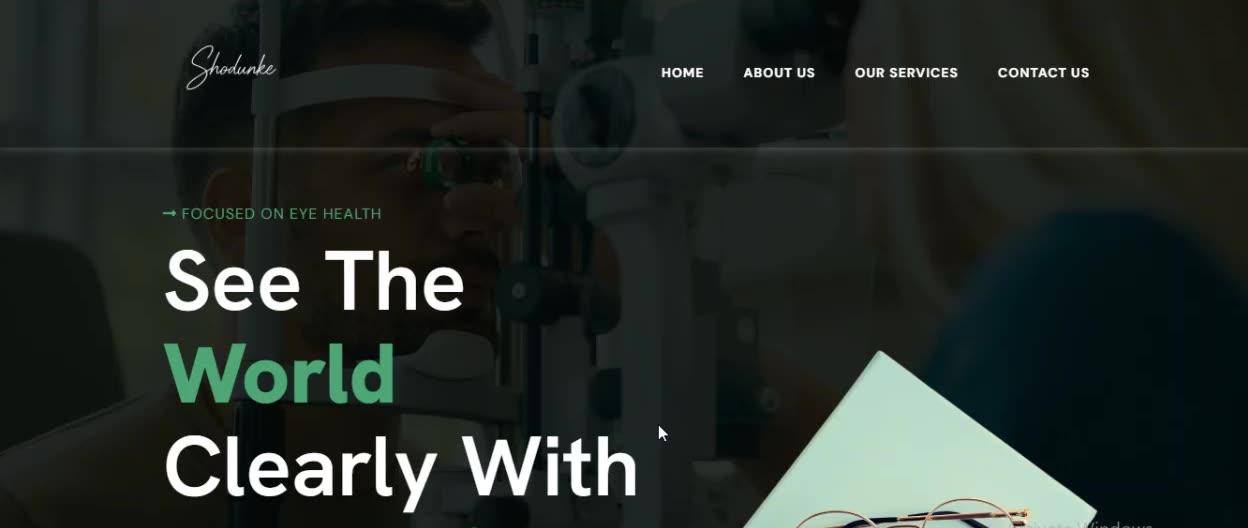 Shodunke
HOME ABOUT US OUR SERVICES CONTACT US
→ FOCUSED ON EYE HEALTH
See The
World
Clearly With